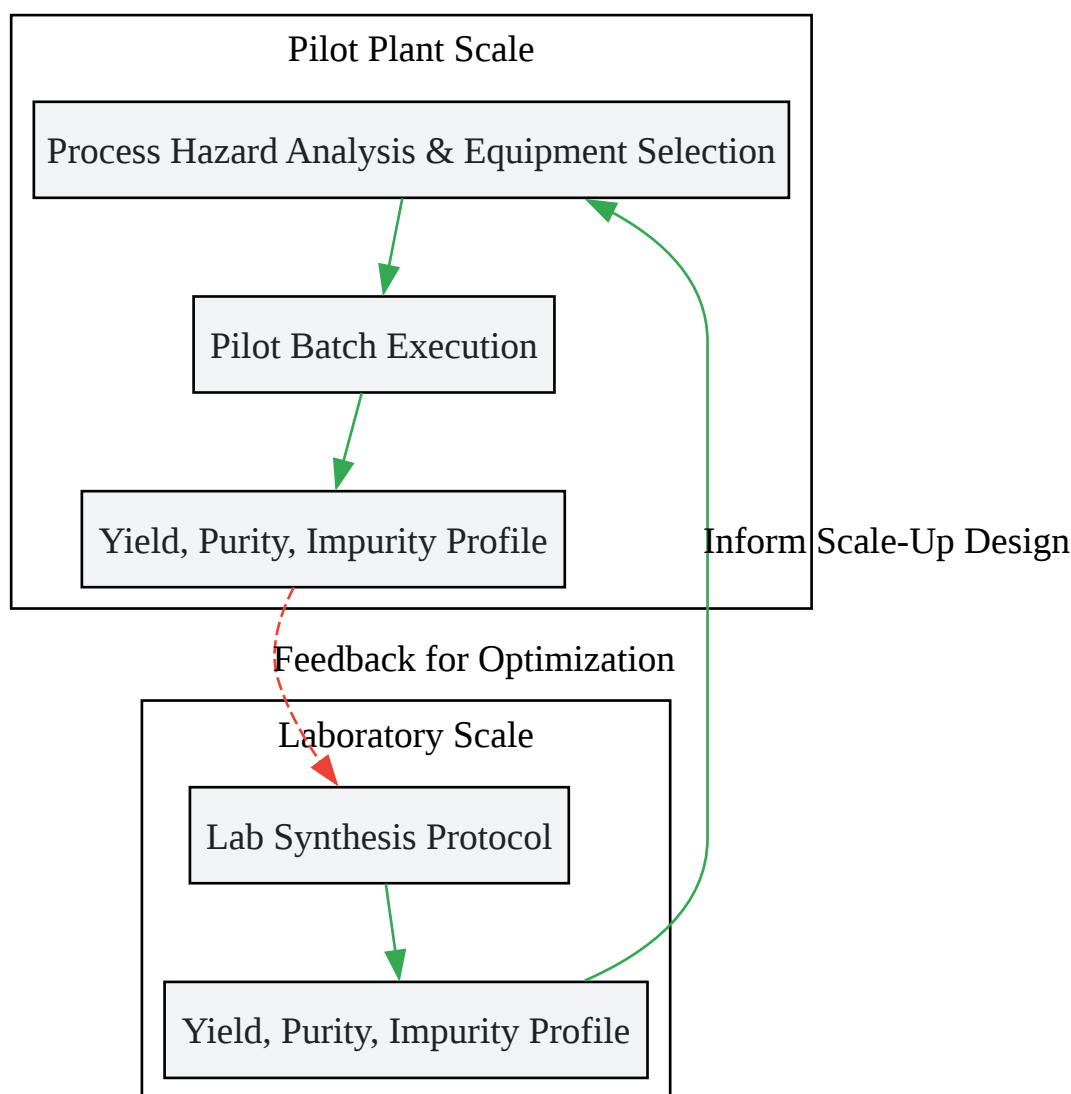 Pilot Plant Scale
Process Hazard Analysis & Equipment Selection
Pilot Batch Execution
Yield, Purity, Impurity Profile
Inform Scale-Up Design
Feedback for Optimization
Laboratory Scale
Lab Synthesis Protocol
Yield, Purity, Impurity Profile